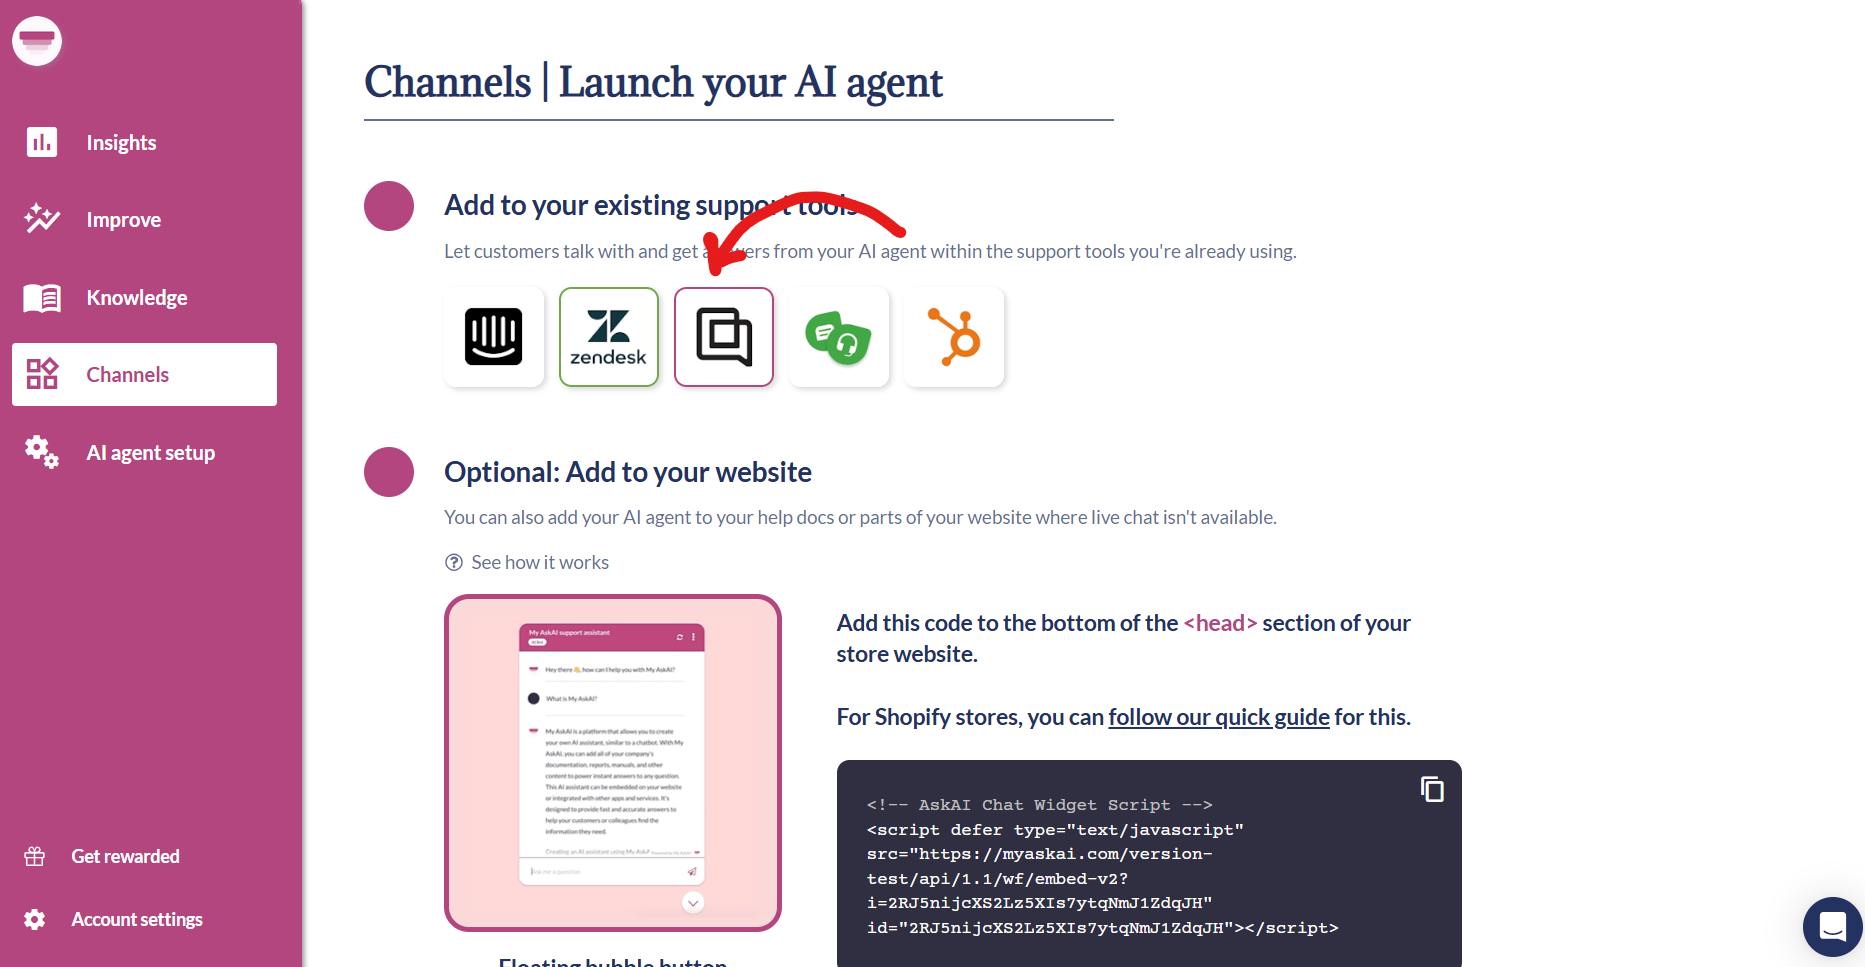 Insights
Improve
Knowledge
Channels
AI agent setup
Get rewarded
Account settings
Channels | Launch your AI agent
Add to your existing support tools
Let customers talk with and get answers from your AI agent within the support tools you're already using.
zendesk
Optional: Add to your website
You can also add your AI agent to your help docs or parts of your website where live chat isn't available.
? See how it works
My AskAI support assistant
Hey there 👋, how can I help you with My AskAI?
What is My AskAI?
My AskAI is a platform that allows you to create
your own AI assistant, similar to a chatbot. With My
AskAI, you can add all of your company's
documentation, reports, manuals, and other
content to power instant answers to any question.
This AI assistant can be embedded on your website
or integrated with other apps and services. It's
designed to provide fast and accurate answers to
help your customers or colleagues find the
information they need.
Creating an AI assistant using My AskA
Powered by My AskAI
Ask me a question
Floating bubble button
Add this code to the bottom of the <head> section of your
store website.
For Shopify stores, you can follow our quick guide for this.
<!-- AskAI Chat Widget Script -->
<script defer type="text/javascript"
src="https://myaskai.com/version-
test/api/1.1/wf/embed-v2?
i=2RJ5nijcXS2Lz5XIs7ytqNmJ1ZdqJH"
id="2RJ5nijcXS2Lz5XIs7ytqNmJ1ZdqJH"></script>